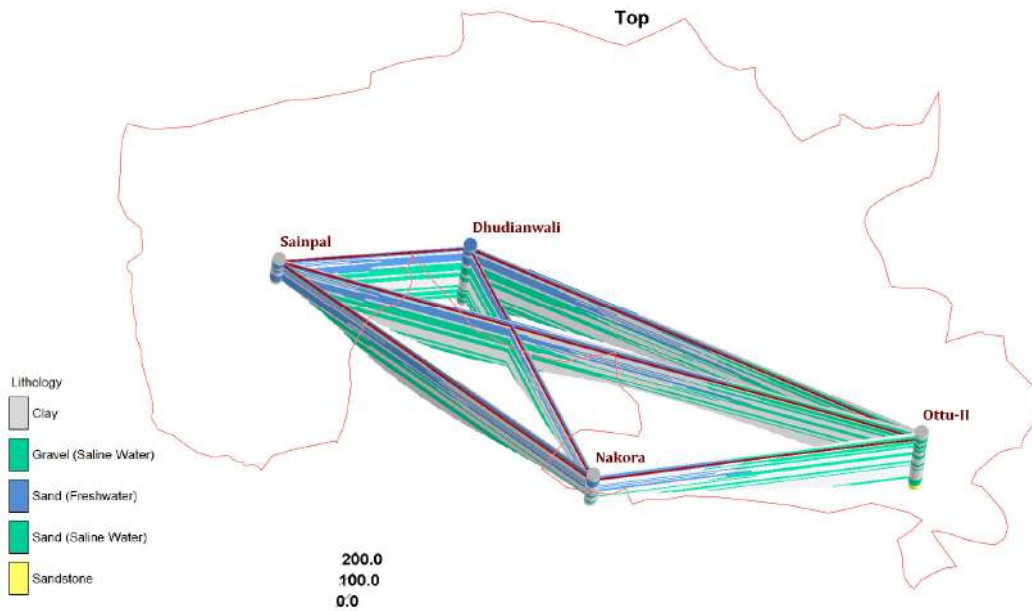 Top
Dhudianwali
Sainpal
Ottu-II
Nakora
Lithology
Clay
Gravel (Saline Water)
Sand (Freshwater)
Sand (Saline Water)
Sandstone
200.0
100.0
0.0